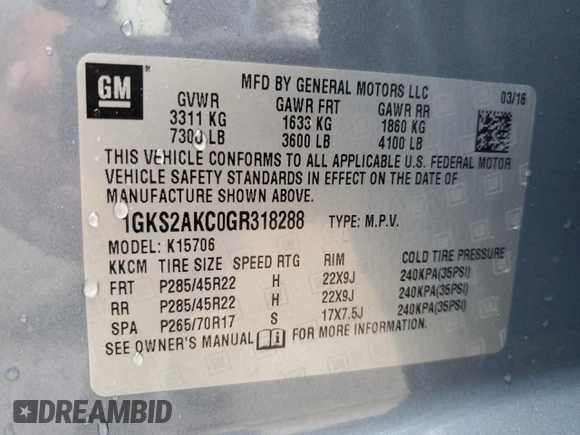 GM
MFD BY GENERAL MOTORS LLC
03/16
GVWR GAWR FRT GAWR RR
3311 KG 1633 KG 1860 KG
7300 LB 3600 LB 4100 LB
THIS VEHICLE CONFORMS TO ALL APPLICABLE U.S. FEDERAL MOTOR
VEHICLE SAFETY STANDARDS IN EFFECT ON THE DATE OF
MANUFACTURE SHOWN ABOVE.
1GKS2AKC0GR318288 TYPE: M.P.V.
MODEL: K15706
KKCM TIRE SIZE SPEED RTG RIM COLD TIRE PRESSURE
FRT P285/45R22 H 22X9J 240KPA(35PSI)
RR P285/45R22 H 22X9J 240KPA(35PSI)
SPA P265/70R17 S 17X7.5J 240KPA(35PSI)
SEE OWNER'S MANUAL FOR MORE INFORMATION.
DREAMBID